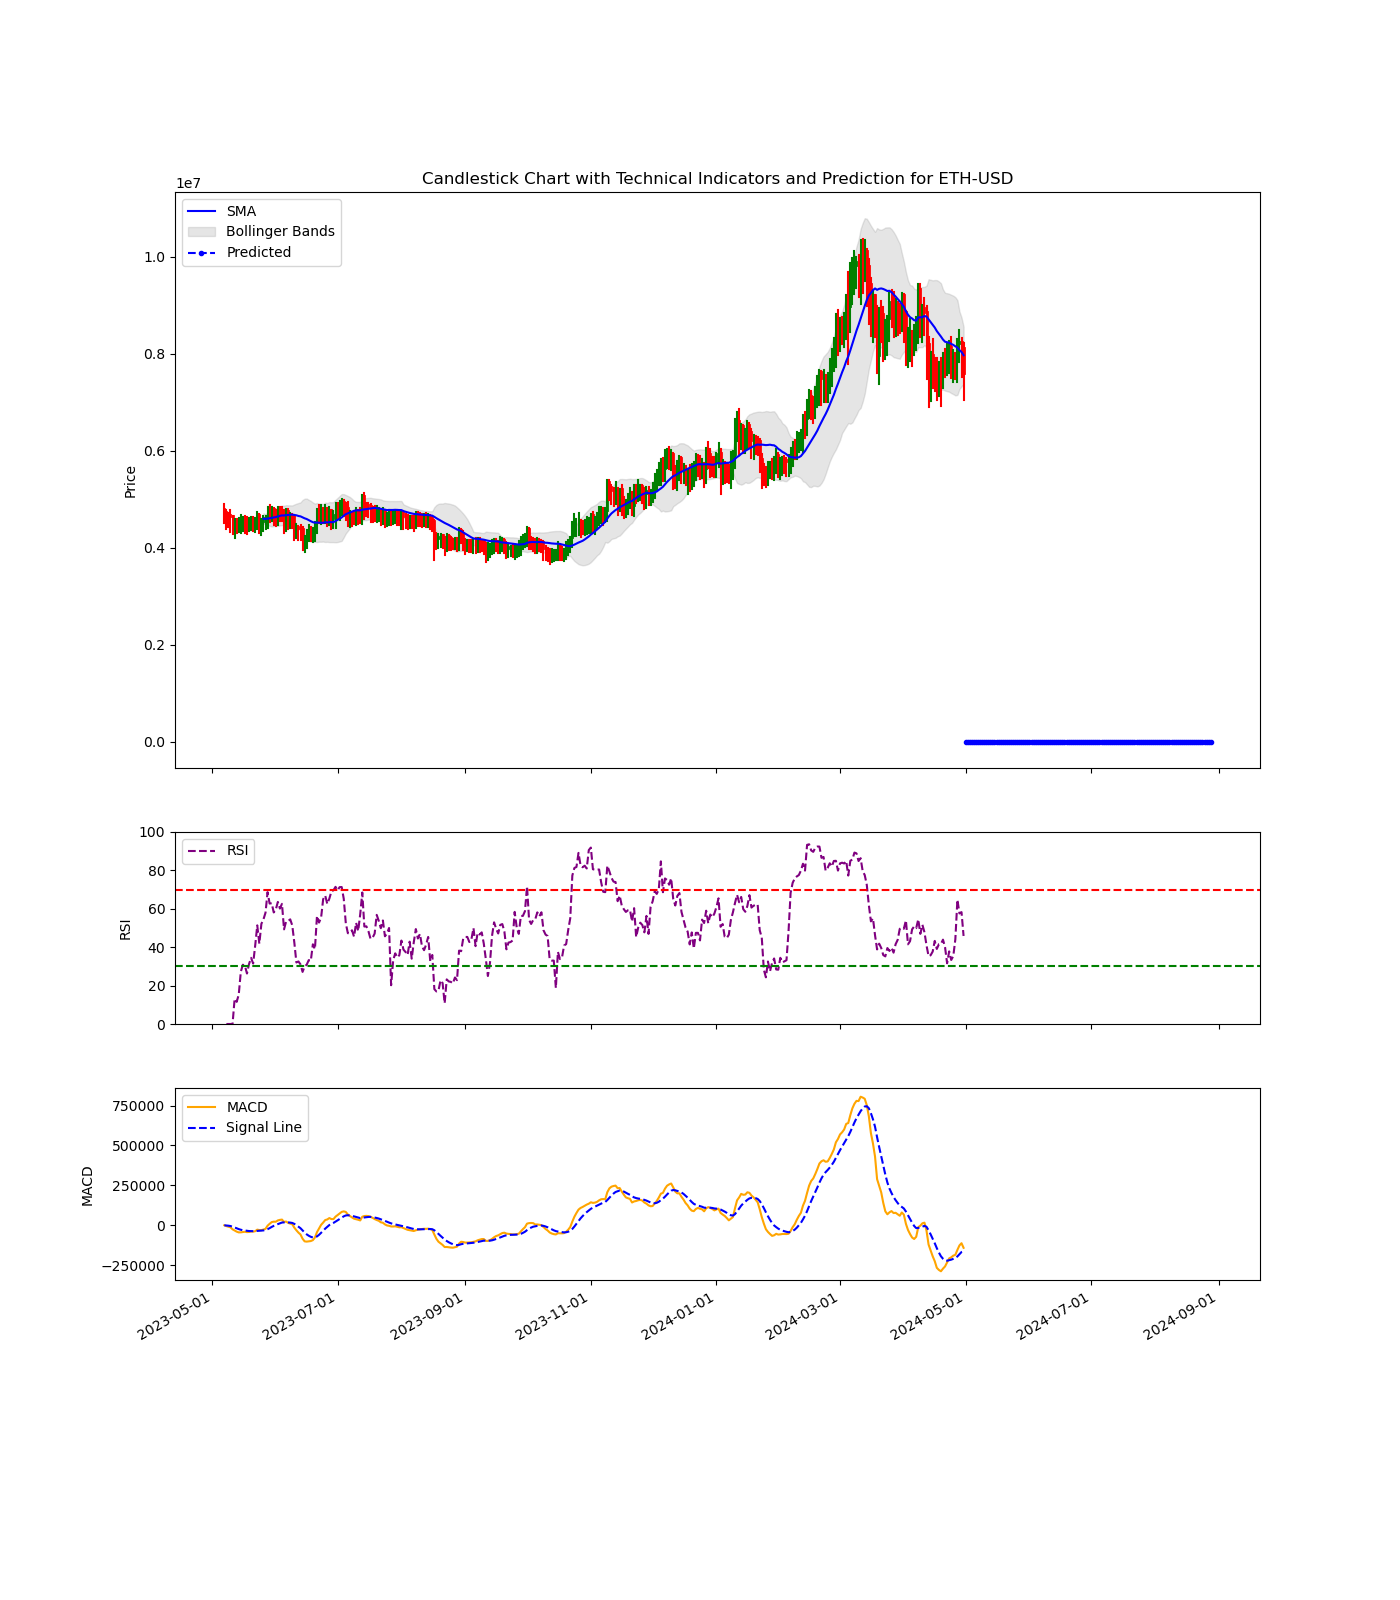 Candlestick Chart with Technical Indicators and Prediction for ETH-USD
1e7
SMA
Bollinger Bands
Predicted
1.0
0.8
0.6
0.4
0.2
0.0
Price
RSI
100
80
60
40
20
0
RSI
MACD
Signal Line
750000
500000
250000
0
−250000
MACD
2023-05-01
2023-07-01
2023-09-01
2023-11-01
2024-01-01
2024-03-01
2024-05-01
2024-07-01
2024-09-01